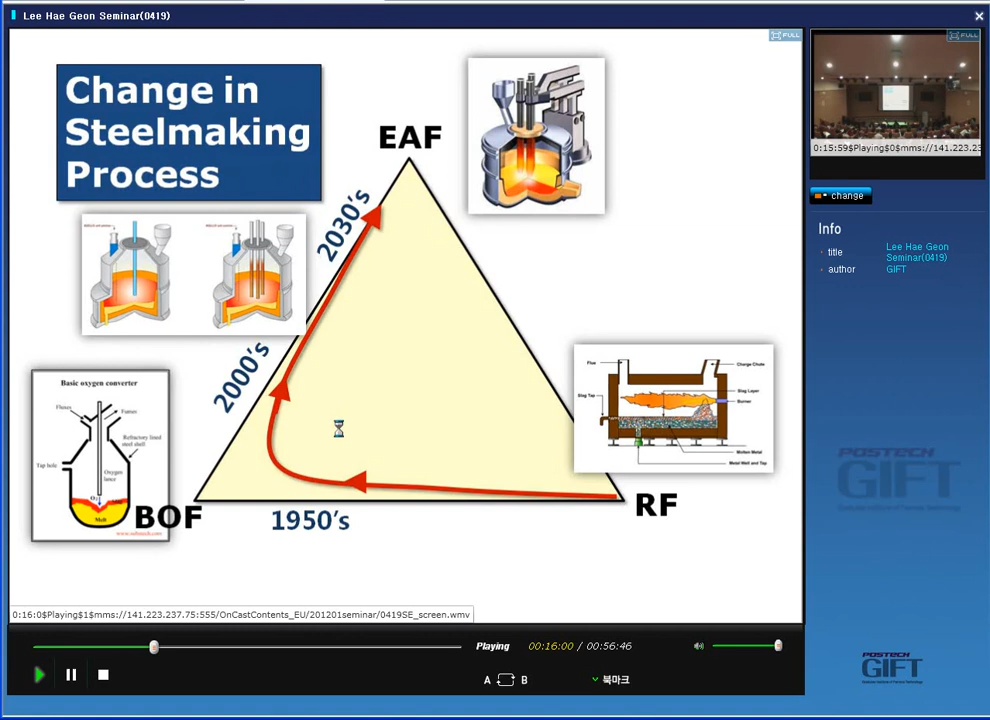 Lee Hae Geon Seminar(0419)
FULL
FULL
Change in
Steelmaking
Process
EAF
2030's
2000's
1950's
BOF
RF
Basic oxygen converter
Fluxes
Fumes
Refractory lined
steel shell
Tap hole
Oxygen
lance
Melt
Flue
Charge Chute
Slag Tap
Slag Layer
Burner
Molten Metal
Metal Well and Tap
0:15:59$Playing$0$mms://141.223.23
change
Info
title
Lee Hae Geon
Seminar(0419)
author
GIFT
POSTECH
GIFT
0:16:0$Playing$1$mms://141.223.237.75:555/OnCastContents_EU/201201seminar/0419SE_screen.wmv
Playing
00:16:00 / 00:56:46
A B
북마크
POSTECH
GIFT